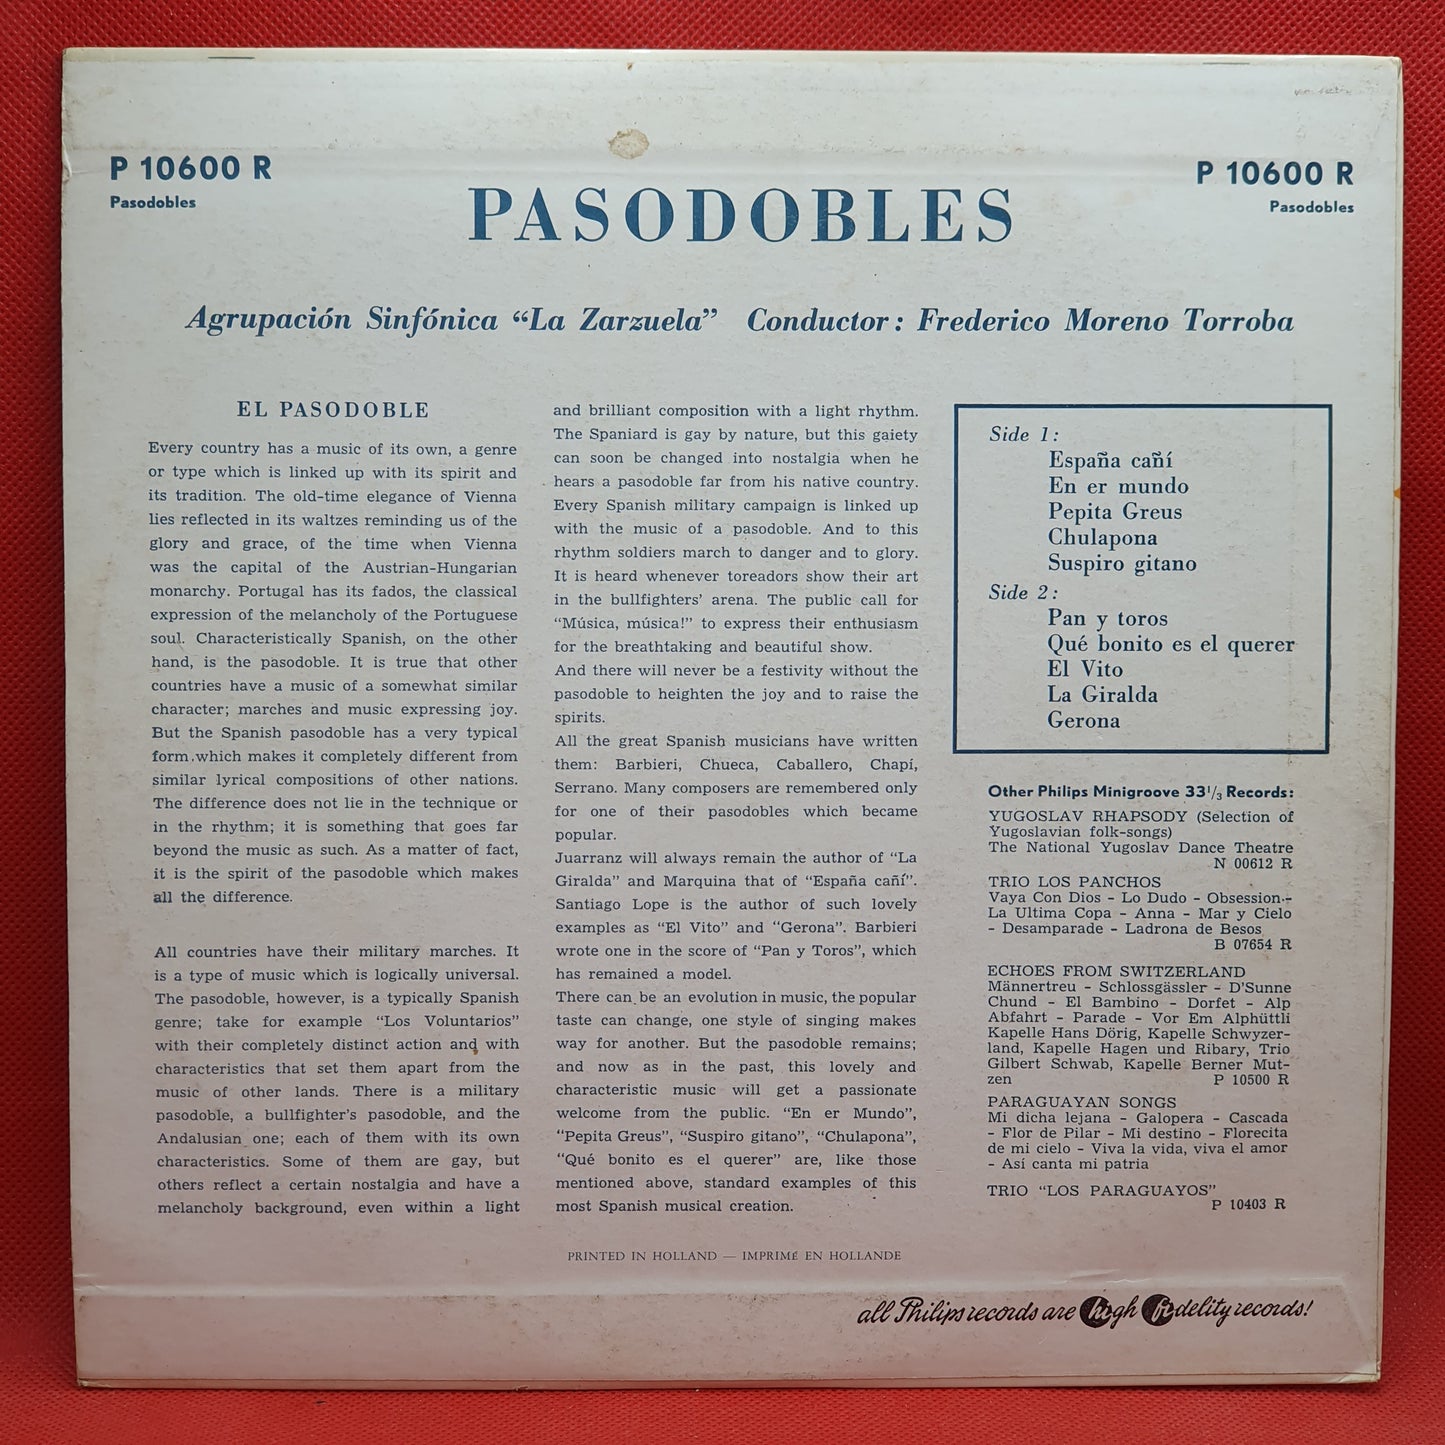 P 10600 R
Pasodobles
P 10600 R
Pasodobles
PASODOBLES
Agrupación Sinfónica “La Zarzuela” Conductor: Frederico Moreno Torroba
EL PASODOBLE
Every country has a music of its own, a genre
or type which is linked up with its spirit and
its tradition. The old-time elegance of Vienna
lies reflected in its waltzes reminding us of the
glory and grace, of the time when Vienna
was the capital of the Austrian-Hungarian
monarchy. Portugal has its fados, the classical
expression of the melancholy of the Portuguese
soul. Characteristically Spanish, on the other
hand, is the pasodoble. It is true that other
countries have a music of a somewhat similar
character; marches and music expressing joy.
But the Spanish pasodoble has a very typical
form which makes it completely different from
similar lyrical compositions of other nations.
The difference does not lie in the technique or
in the rhythm; it is something that goes far
beyond the music as such. As a matter of fact,
it is the spirit of the pasodoble which makes
all the difference.
All countries have their military marches. It
is a type of music which is logically universal.
The pasodoble, however, is a typically Spanish
genre; take for example “Los Voluntarios”
with their completely distinct action and with
characteristics that set them apart from the
music of other lands. There is a military
pasodoble, a bullfighter’s pasodoble, and the
Andalusian one; each of them with its own
characteristics. Some of them are gay, but
others reflect a certain nostalgia and have a
melancholy background, even within a light
and brilliant composition with a light rhythm.
The Spaniard is gay by nature, but this gaiety
can soon be changed into nostalgia when he
hears a pasodoble far from his native country.
Every Spanish military campaign is linked up
with the music of a pasodoble. And to this
rhythm soldiers march to danger and to glory.
It is heard whenever toreadors show their art
in the bullfighters’ arena. The public call for
“Música, música!” to express their enthusiasm
for the breathtaking and beautiful show.
And there will never be a festivity without the
pasodoble to heighten the joy and to raise the
spirits.
All the great Spanish musicians have written
them: Barbieri, Chueca, Caballero, Chapí,
Serrano. Many composers are remembered only
for one of their pasodobles which became
popular.
Juarranz will always remain the author of “La
Giralda” and Marquina that of “España cañí”.
Santiago Lope is the author of such lovely
examples as “El Vito” and “Gerona”. Barbieri
wrote one in the score of “Pan y Toros”, which
has remained a model.
There can be an evolution in music, the popular
taste can change, one style of singing makes
way for another. But the pasodoble remains;
and now as in the past, this lovely and
characteristic music will get a passionate
welcome from the public. “En er Mundo”,
“Pepita Greus”, “Suspiro gitano”, “Chulapona”,
“Qué bonito es el querer” are, like those
mentioned above, standard examples of this
most Spanish musical creation.
Side 1:
España cañí
En er mundo
Pepita Greus
Chulapona
Suspiro gitano
Side 2:
Pan y toros
Qué bonito es el querer
El Vito
La Giralda
Gerona
Other Philips Minigroove 33 1/3 Records:
YUGOSLAV RHAPSODY (Selection of
Yugoslavian folk-songs)
The National Yugoslav Dance Theatre
N 00612 R
TRIO LOS PANCHOS
Vaya Con Dios - Lo Dudo - Obsession -
La Ultima Copa - Anna - Mar y Cielo
- Desamparade - Ladrona de Besos
B 07654 R
ECHOES FROM SWITZERLAND
Männertreu - Schlossgässler - D’Sunne
Chund - El Bambino - Dorfet - Alp
Abfahrt - Parade - Vor Em Alphüttli
Kapelle Hans Dörig, Kapelle Schwyzer-
land, Kapelle Hagen und Ribary, Trio
Gilbert Schwab, Kapelle Berner Mut-
zen P 10500 R
PARAGUAYAN SONGS
Mi dicha lejana - Galopera - Cascada
- Flor de Pilar - Mi destino - Florecita
de mi cielo - Viva la vida, viva el amor
- Así canta mi patria
TRIO “LOS PARAGUAYOS”
P 10403 R
PRINTED IN HOLLAND — IMPRIMÉ EN HOLLANDE
all Philips records are high fidelity records!